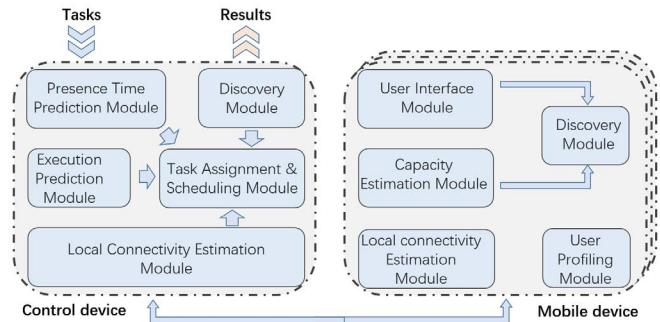 Tasks
Results
Presence Time
Prediction Module
Discovery
Module
Execution
Prediction
Module
Task Assignment &
Scheduling Module
Local Connectivity Estimation
Module
Control device
User Interface
Module
Discovery
Module
Capacity
Estimation Module
Local connectivity
Estimation
Module
User
Profiling
Module
Mobile device